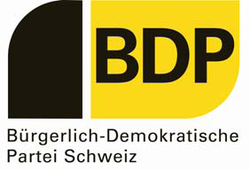 BDP
Bürgerlich-Demokratische
Partei Schweiz